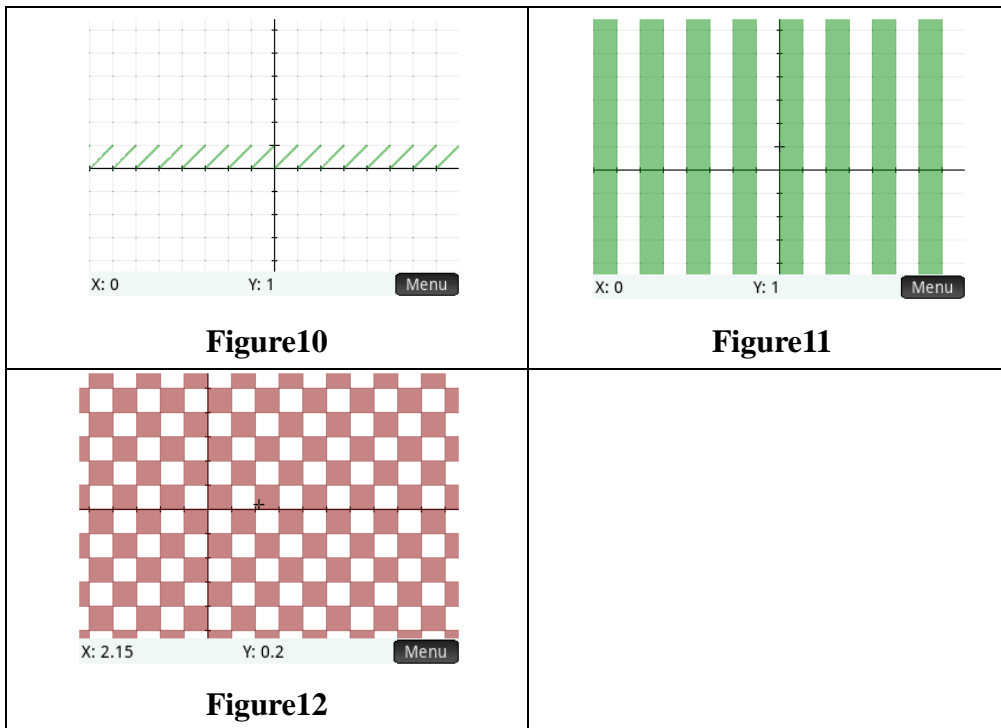 X: 0 Y: 1 Menu
Figure10
X: 0 Y: 1 Menu
Figure11
X: 2.15 Y: 0.2 Menu
Figure12